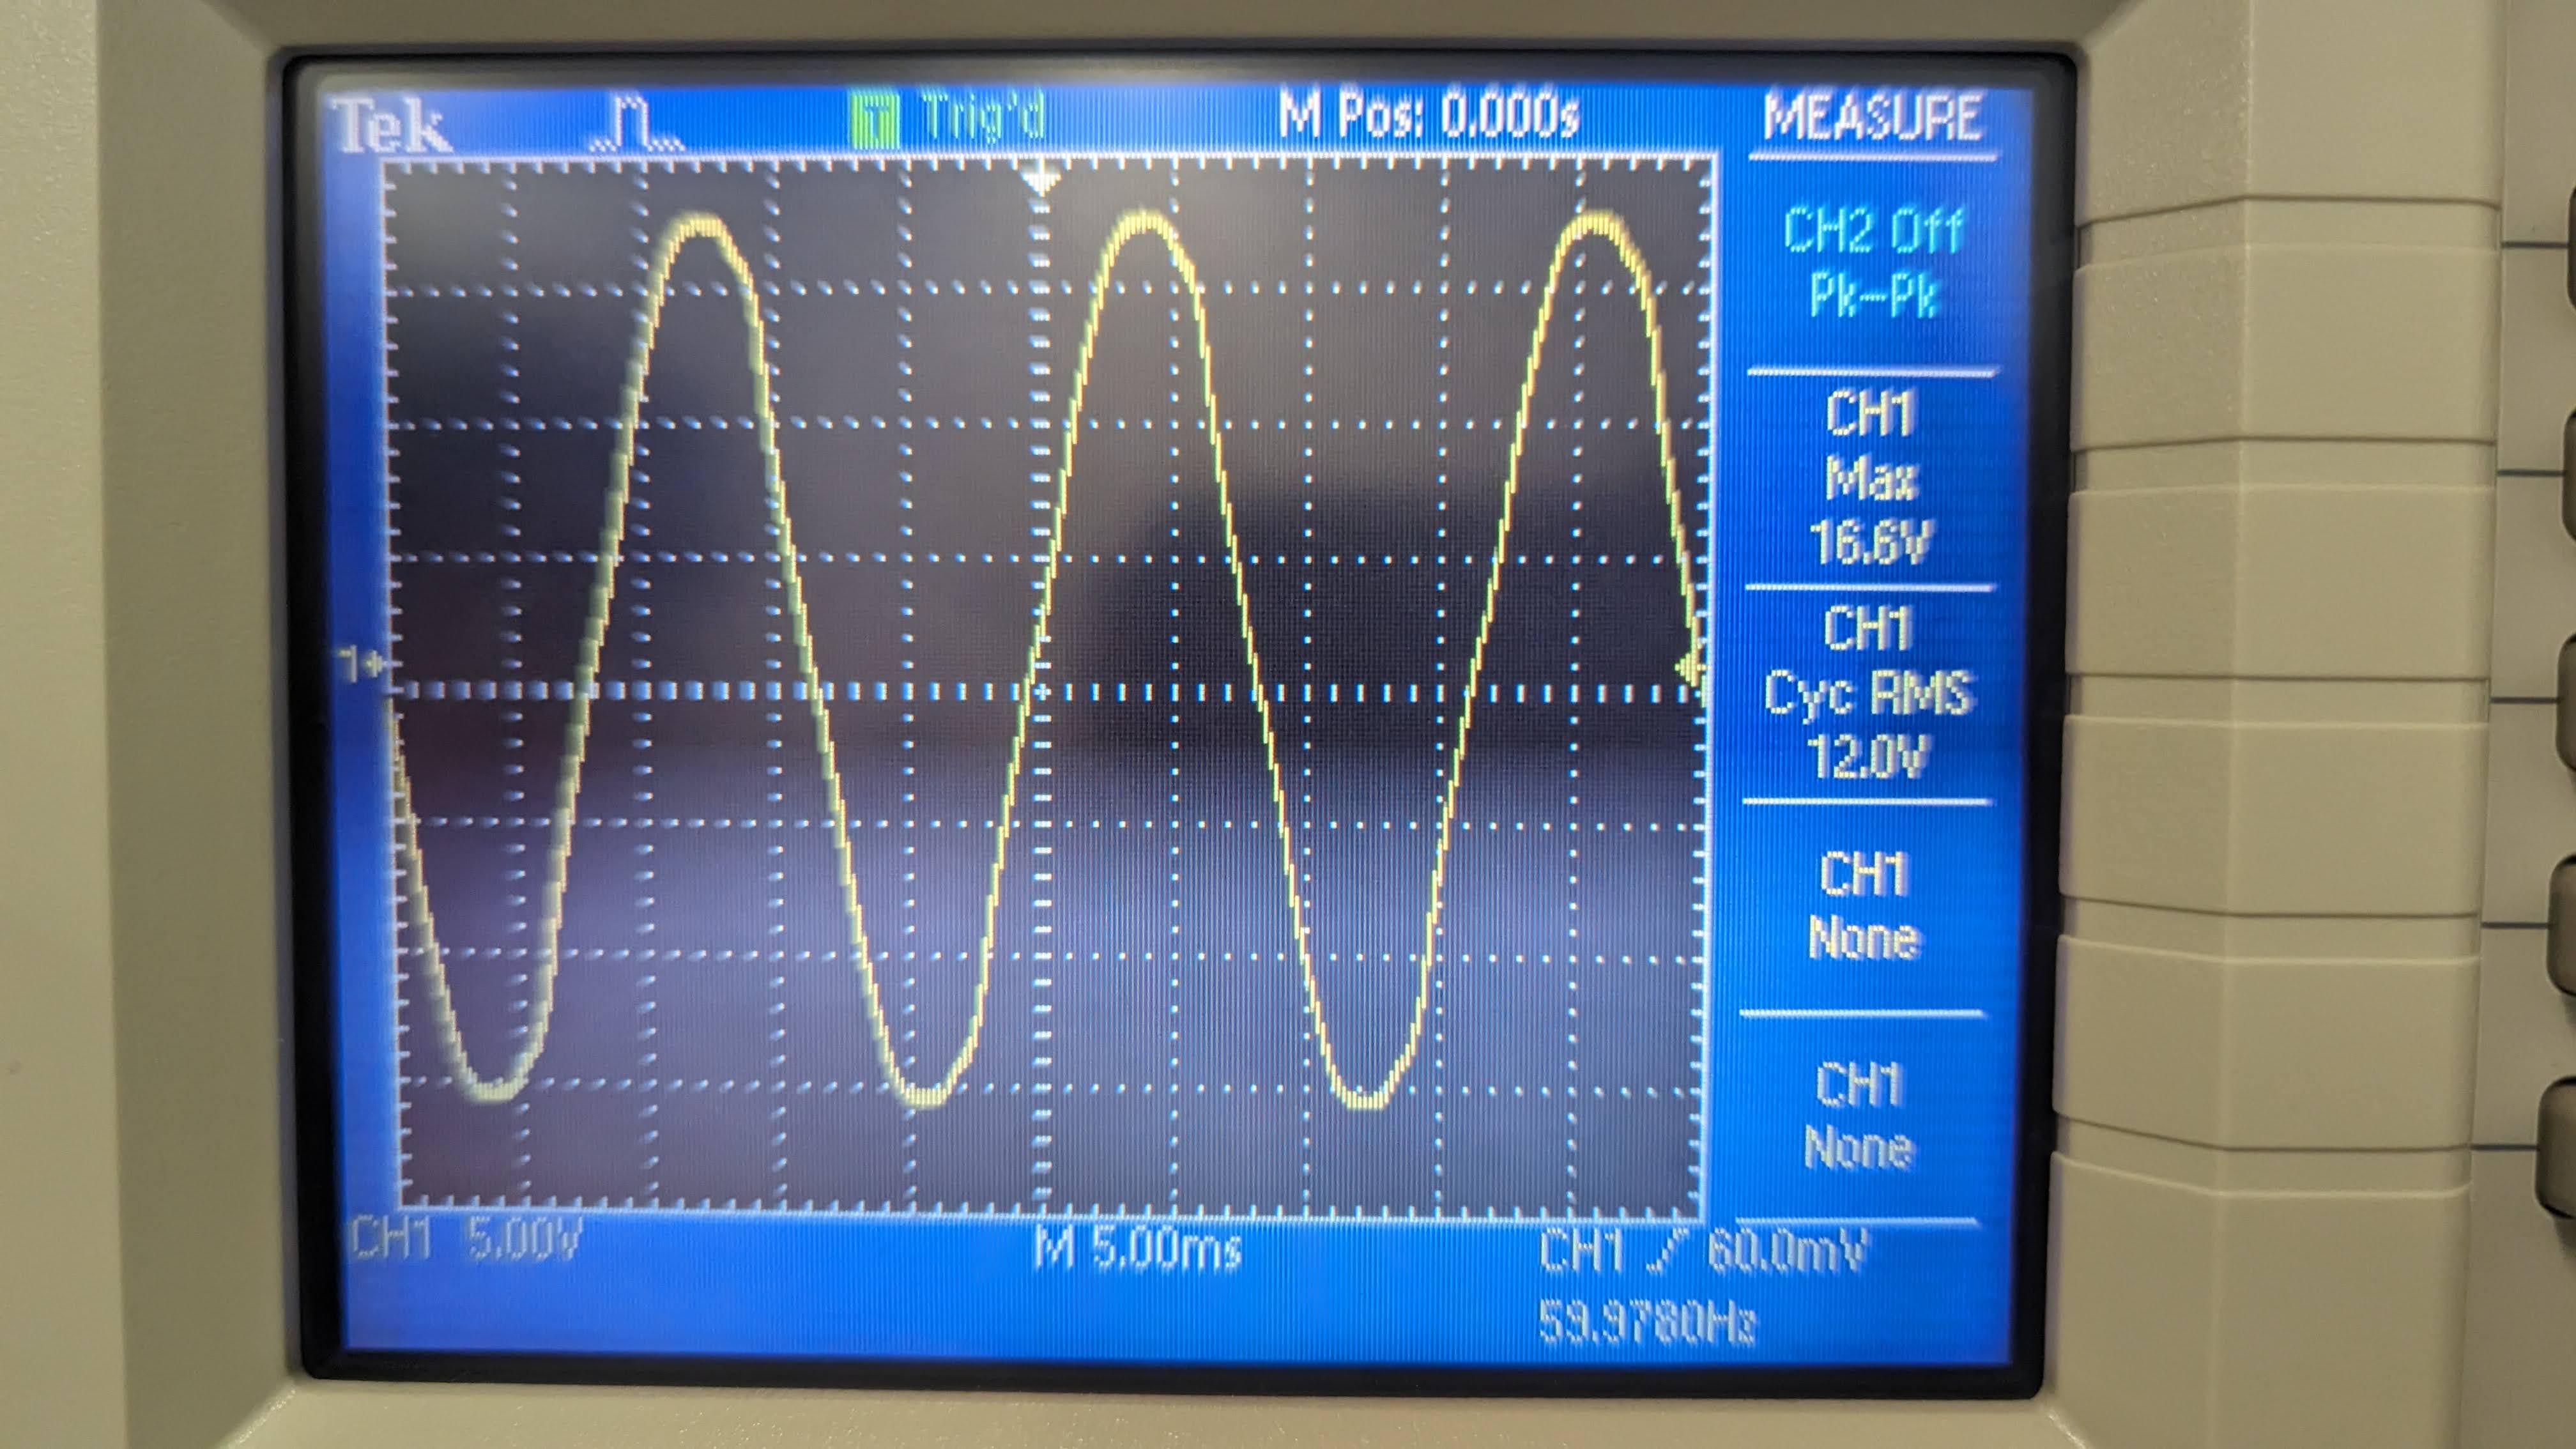 Tek T Trig'd M Pos: 0.000s MEASURE
CH2 Off
Pk-Pk
CH1
Max
16.6V
CH1
Cyc RMS
12.0V
CH1
None
CH1
None
1
CH1 5.00V M 5.00ms CH1 60.0mV
59.9780Hz